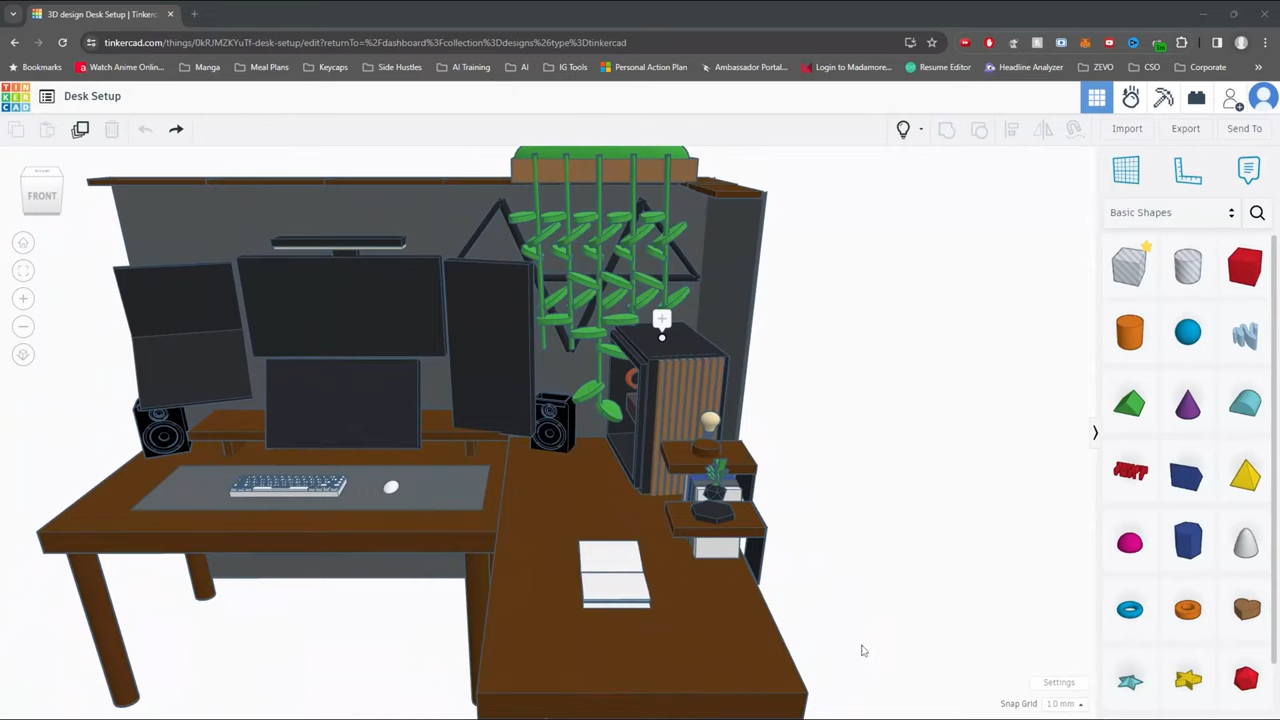 3D design Desk Setup | Tinkerc
tinkercad.com/things/0kRJMZKYuTf-desk-setup/edit?returnTo=%2Fdashboard%3Fcollection%3Ddesigns%26type%3Dtinkercad
Bookmarks
Watch Anime Online...
Manga
Meal Plans
Keycaps
Side Hustles
AI Training
AI
IG Tools
Personal Action Plan
Ambassador Portal...
Login to Madamore...
Resume Editor
Headline Analyzer
ZEVO
CSO
Corporate
»
TIN
KER
CAD
Desk Setup
Import
Export
Send To
FRONT
Basic Shapes
TEXT
Settings
Snap Grid
1.0 mm